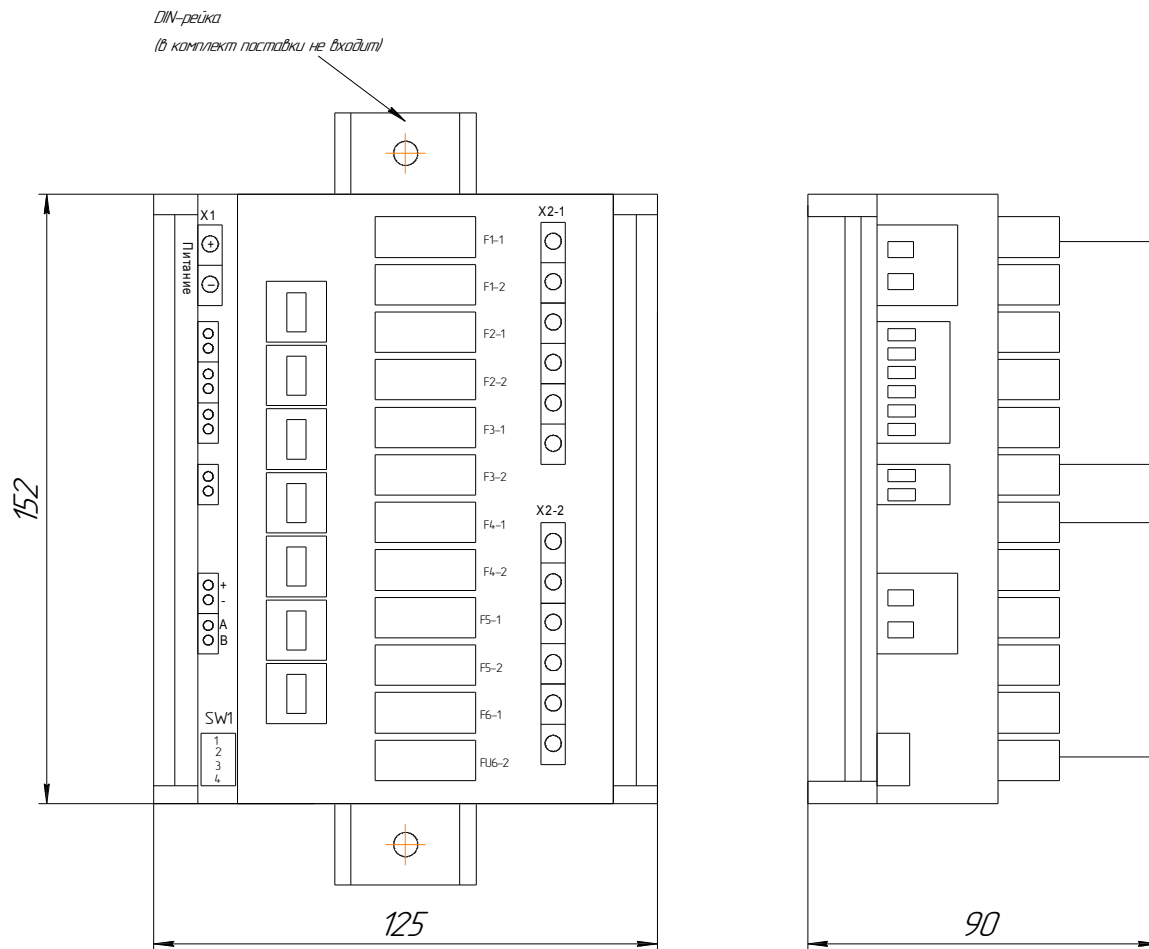 DIN-рейка
(в комплект поставки не входит)
X1
+
-
Питание
+
-
A
B
SW1
1
2
3
4
F1-1
F1-2
F2-1
F2-2
F3-1
F3-2
F4-1
F4-2
F5-1
F5-2
F6-1
FU6-2
X2-1
X2-2
152
125
90